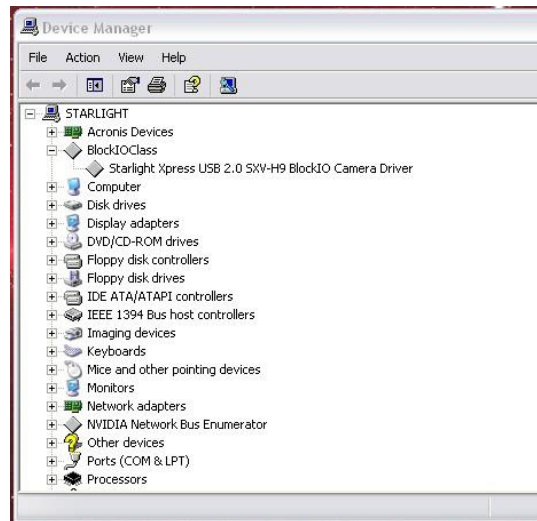 Device Manager
File Action View Help
STARLIGHT
Acronis Devices
BlockIOClass
Starlight Xpress USB 2.0 SXV-H9 BlockIO Camera Driver
Computer
Disk drives
Display adapters
DVD/CD-ROM drives
Floppy disk controllers
Floppy disk drives
IDE ATA/ATAPI controllers
IEEE 1394 Bus host controllers
Imaging devices
Keyboards
Mice and other pointing devices
Monitors
Network adapters
NVIDIA Network Bus Enumerator
Other devices
Ports (COM & LPT)
Processors